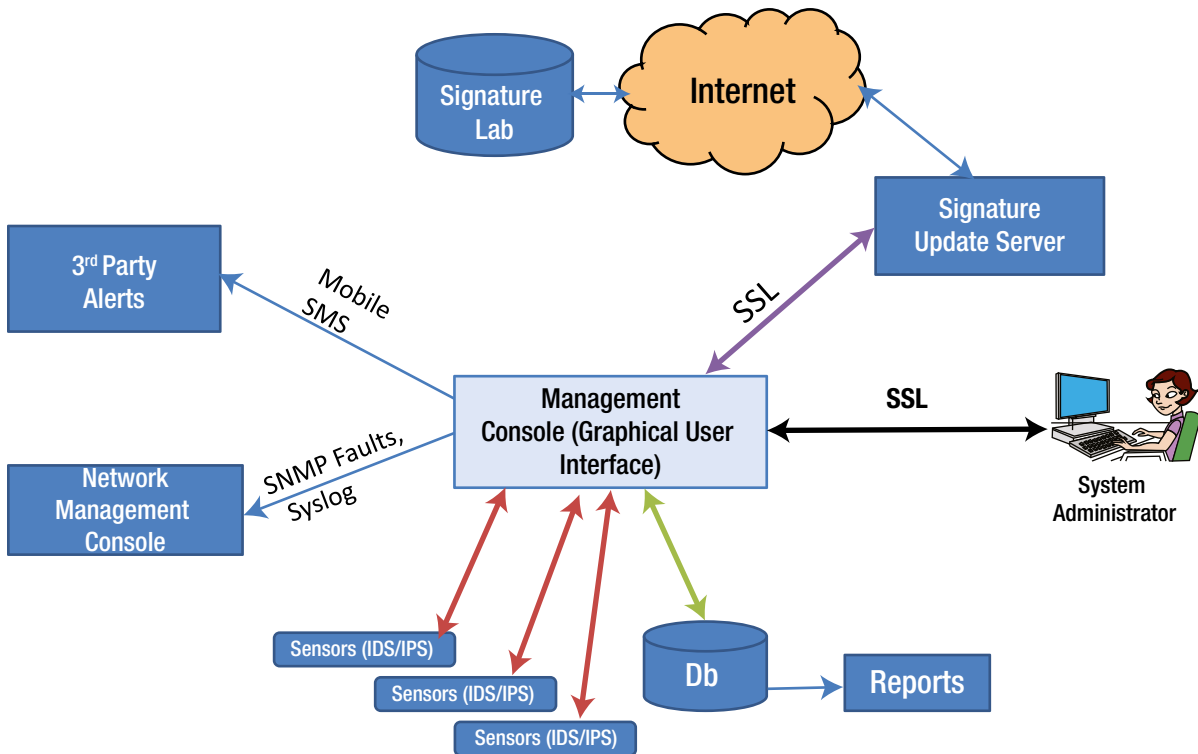 Signature
Lab
Internet
Signature
Update Server
3rd Party
Alerts
Mobile
SMS
SSL
Management
Console (Graphical User
Interface)
SSL
System
Administrator
Network
Management
Console
SNMP Faults,
Syslog
Sensors (IDS/IPS)
Sensors (IDS/IPS)
Sensors (IDS/IPS)
Db
Reports